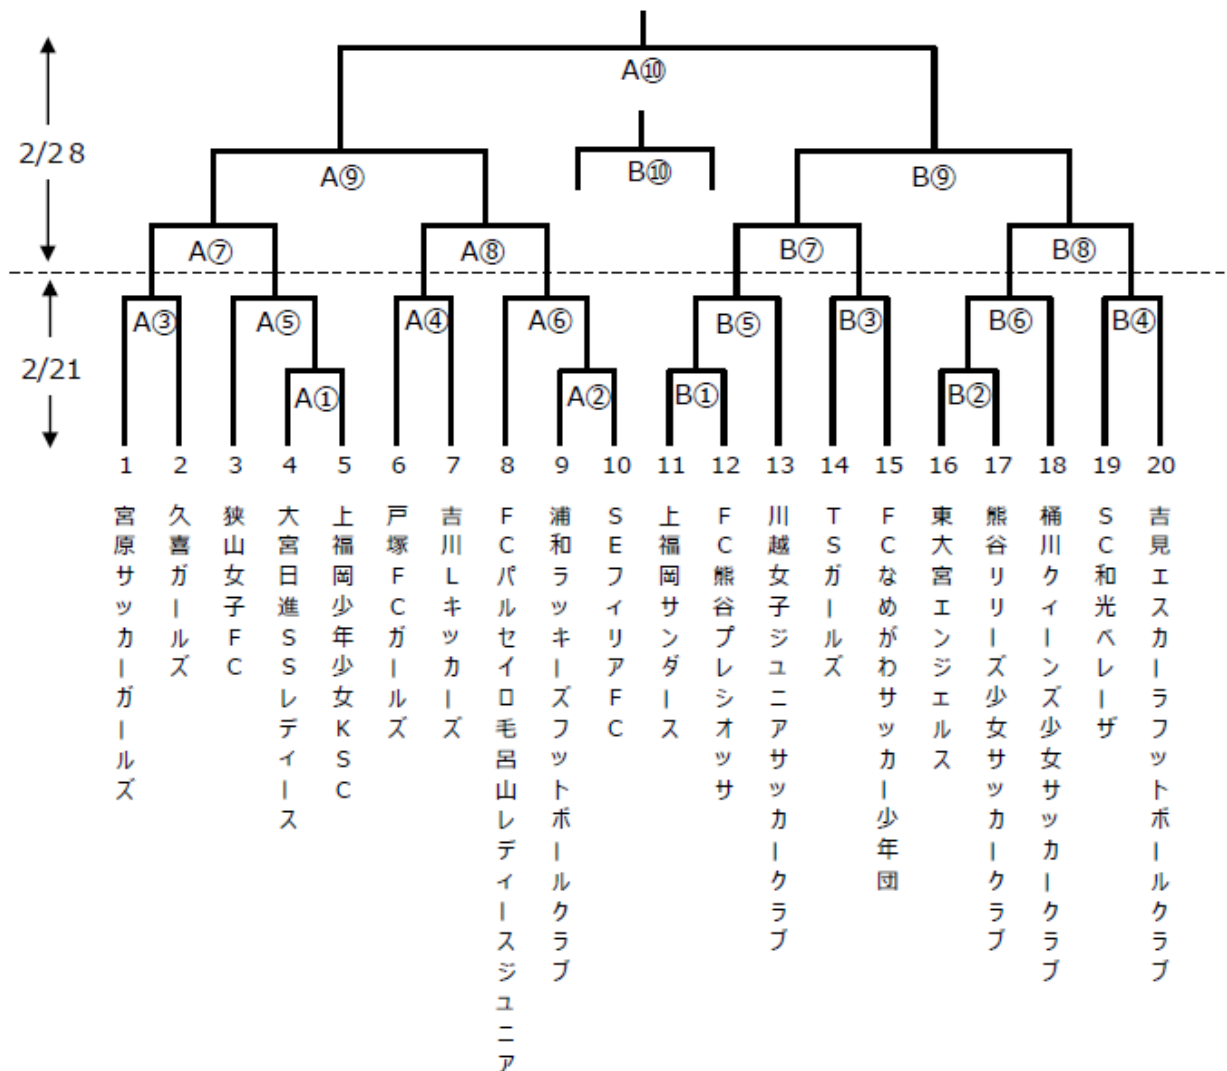 A⑩
2/28
B⑩
A⑨
B⑨
A⑦
A⑧
B⑦
B⑧
A③
A⑤
A④
A⑥
B⑤
B③
B⑥
B④
2/21
A①
A②
B①
B②
1 2 3 4 5 6 7 8 9 10 11 12 13 14 15 16 17 18 19 20
宮原サッカーガールズ
久喜ガールズ
狭山女子FC
大宮日進SSレディース
上福岡少年少女KSC
戸塚FCガールズ
吉川Lキッカーズ
FCパルセイロ毛呂山レディースジュニア
浦和ラッキーズフットボールクラブ
SEフィリアFC
上福岡サンダース
FC熊谷プレシオッサ
川越女子ジュニアサッカークラブ
TSガールズ
FCなめがわサッカー少年団
東大宮エンジェルス
熊谷リリーズ少女サッカークラブ
桶川クィーンズ少女サッカークラブ
SC和光ベレーザ
吉見エスカーラフットボールクラブ